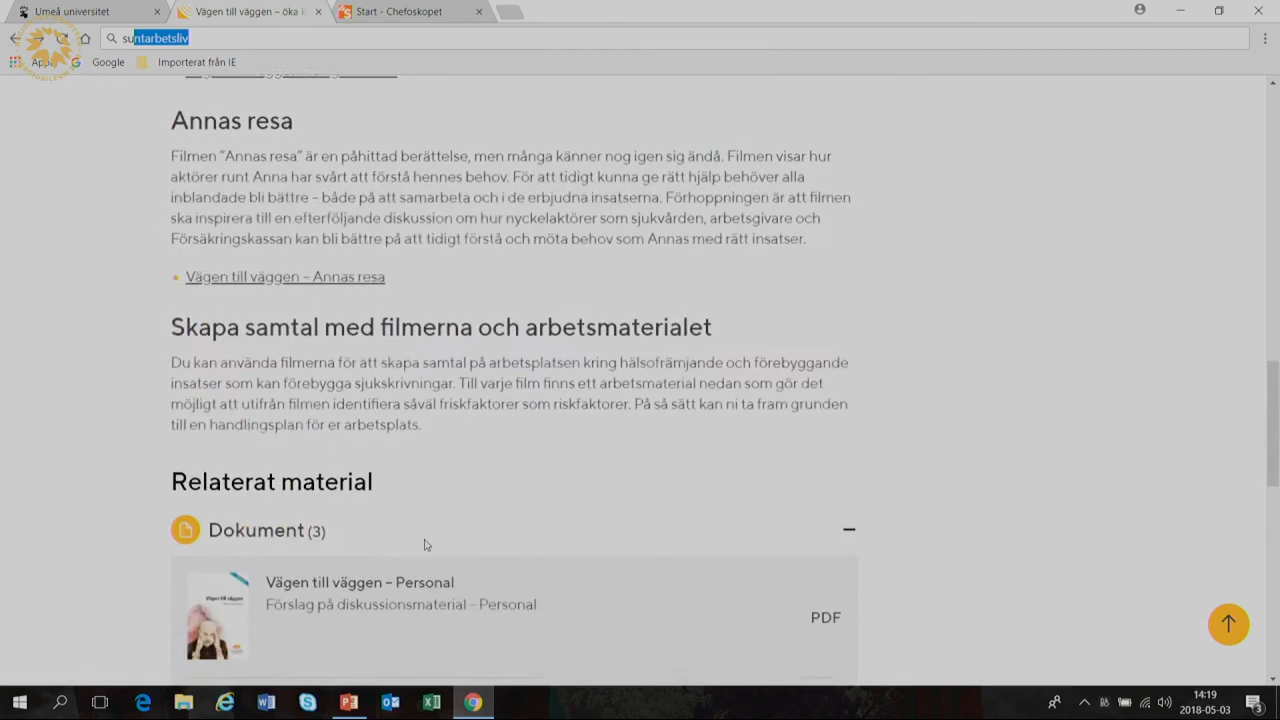 Umeå universitet
Vägen till väggen – öka k
Start - Chefoskopet
suntarbetsliv
Appar
Google
Importerat från IE
Annas resa
Filmen ”Annas resa” är en påhittad berättelse, men många känner nog igen sig ändå. Filmen visar hur
aktörer runt Anna har svårt att förstå hennes behov. För att tidigt kunna ge rätt hjälp behöver alla
inblandade bli bättre – både på att samarbeta och i de erbjudna insatserna. Förhoppningen är att filmen
ska inspirera till en efterföljande diskussion om hur nyckelaktörer som sjukvården, arbetsgivare och
Försäkringskassan kan bli bättre på att tidigt förstå och möta behov som Annas med rätt insatser.
Vägen till väggen – Annas resa
Skapa samtal med filmerna och arbetsmaterialet
Du kan använda filmerna för att skapa samtal på arbetsplatsen kring hälsofrämjande och förebyggande
insatser som kan förebygga sjukskrivningar. Till varje film finns ett arbetsmaterial nedan som gör det
möjligt att utifrån filmen identifiera såväl friskfaktorer som riskfaktorer. På så sätt kan ni ta fram grunden
till en handlingsplan för er arbetsplats.
Relaterat material
Dokument (3)
Vägen till väggen – Personal
Förslag på diskussionsmaterial - Personal
PDF
14:19
2018-05-03
3